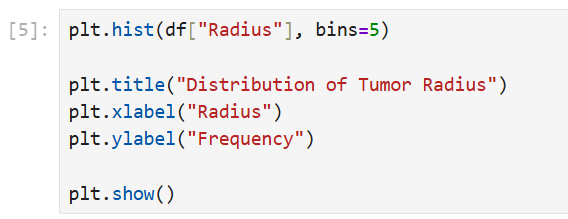 [5]: plt.hist(df["Radius"], bins=5)
plt.title("Distribution of Tumor Radius")
plt.xlabel("Radius")
plt.ylabel("Frequency")
plt.show()